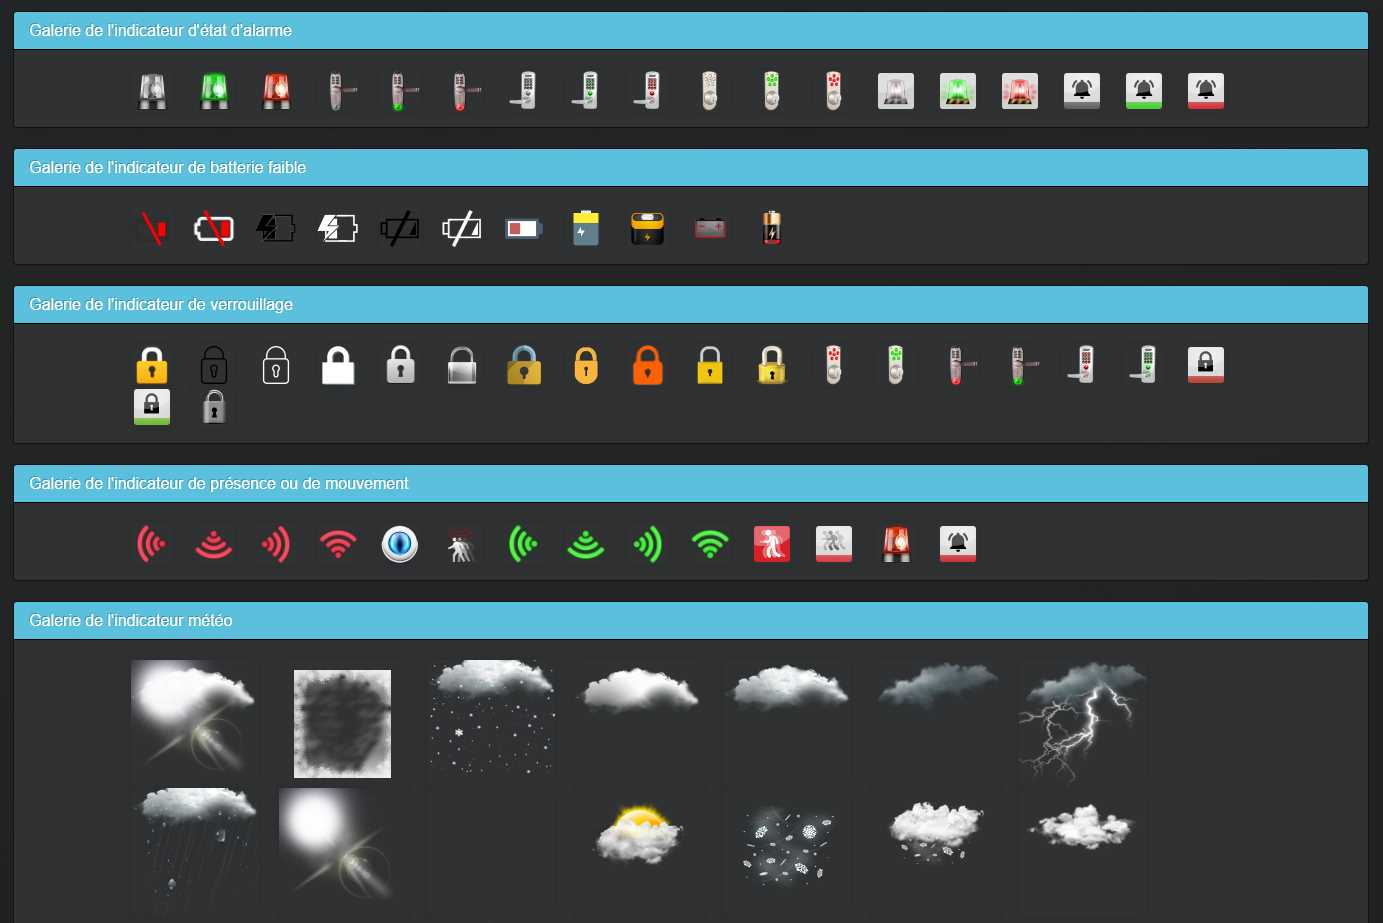 Galerie de l'indicateur d'état d'alarme
Galerie de l'indicateur de batterie faible
Galerie de l'indicateur de verrouillage
Galerie de l'indicateur de présence ou de mouvement
Galerie de l'indicateur météo